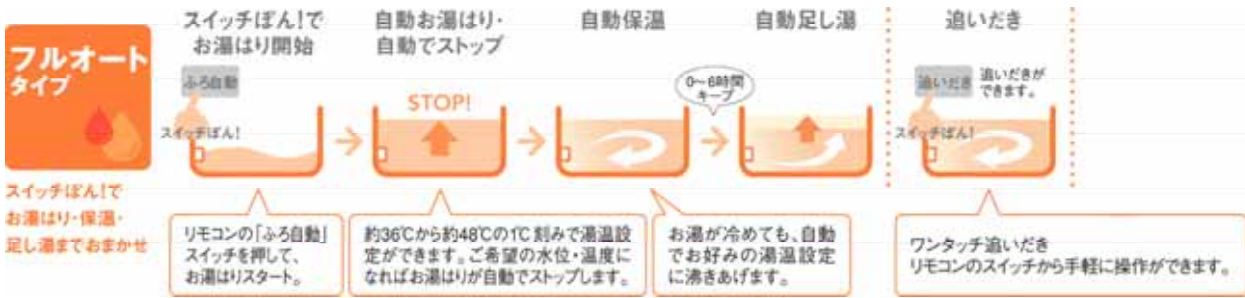 フルオート
タイプ
スイッチぽん!で
お湯はり・保温・
足し湯までおまかせ
スイッチぽん!で
お湯はり開始
ふろ自動
スイッチぽん!
リモコンの「ふろ自動」
スイッチを押して、
お湯はりスタート。
自動お湯はり・
自動でストップ
STOP!
約36℃から約48℃の1℃刻みで湯温設
定ができます。ご希望の水位・温度に
なればお湯はりが自動でストップします。
自動保温
0〜6時間
キープ
お湯が冷めても、自動
でお好みの湯温設定
に沸きあげます。
自動足し湯
追いだき
追いだき
追いだきが
できます。
スイッチぽん!
ワンタッチ追いだき
リモコンのスイッチから手軽に操作ができます。